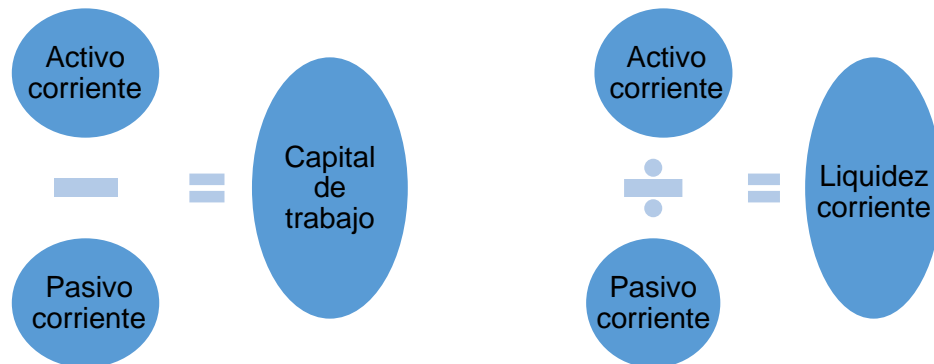 Activo
corriente
Pasivo
corriente
Capital
de
trabajo
Activo
corriente
Pasivo
corriente
Liquidez
corriente